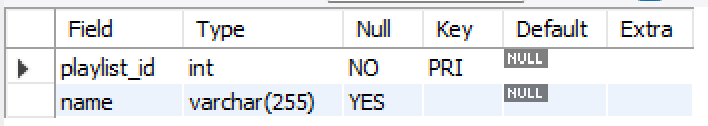 Field Type Null Key Default Extra
playlist_id int NO PRI NULL
name varchar(255) YES NULL